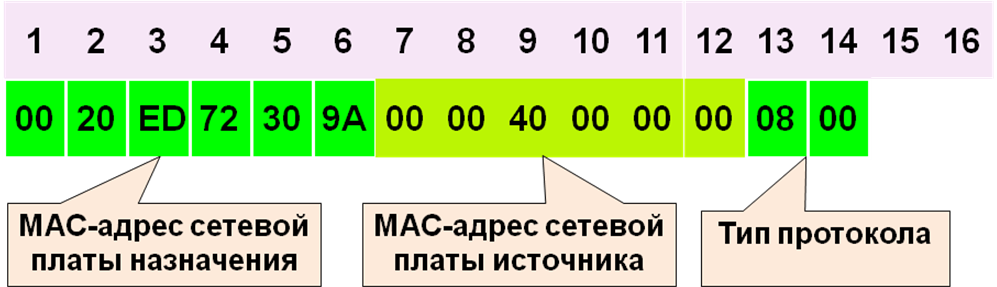 1 2 3 4 5 6 7 8 9 10 11 12 13 14 15 16
00 20 ED 72 30 9A 00 00 40 00 00 00 08 00
МАС-адрес сетевой
платы назначения
МАС-адрес сетевой
платы источника
Тип протокола